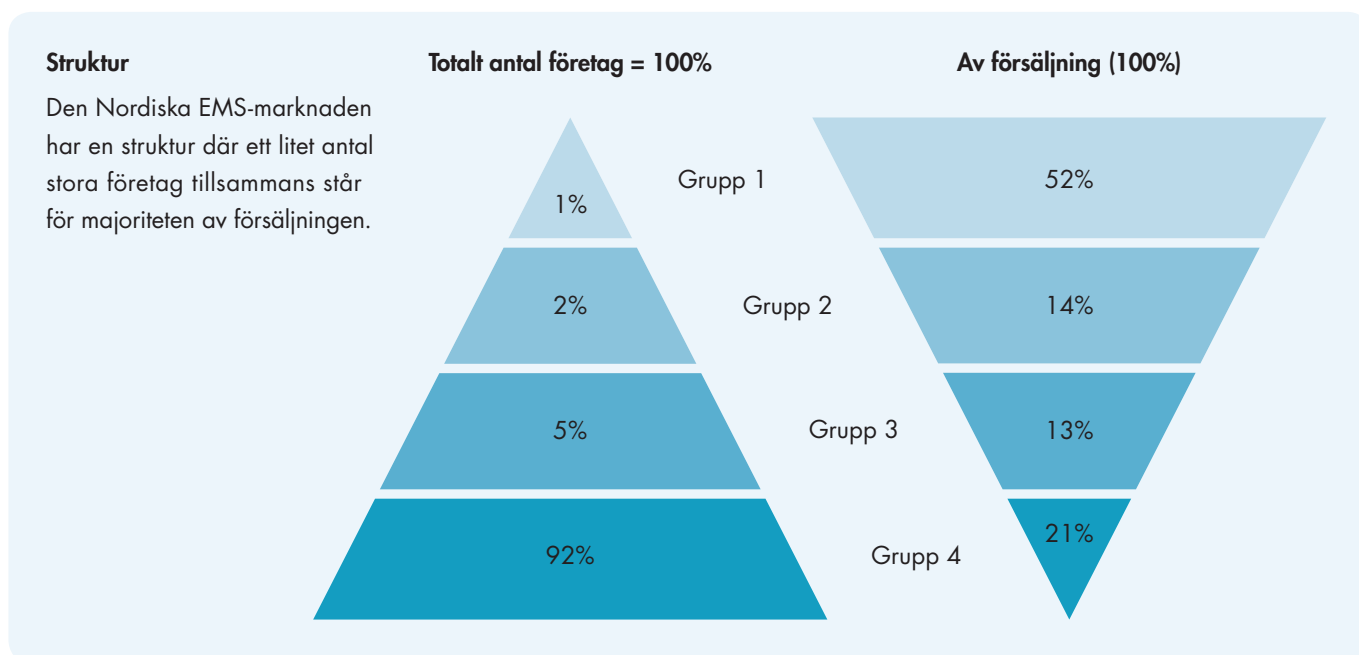 Struktur
Den Nordiska EMS-marknaden
har en struktur där ett litet antal
stora företag tillsammans står
för majoriteten av försäljningen.
Totalt antal företag = 100%
Av försäljning (100%)
1%
Grupp 1
52%
2%
Grupp 2
14%
5%
Grupp 3
13%
92%
Grupp 4
21%